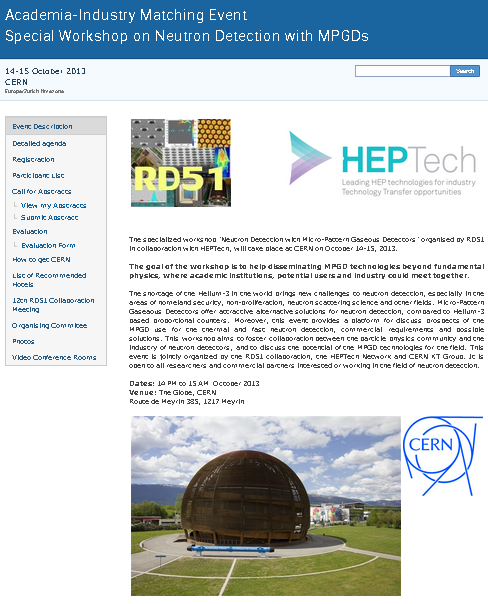 Academia-Industry Matching Event
Special Workshop on Neutron Detection with MPGDs
14-15 October 2013
CERN
Europe/Zurich timezone
Search
Event Description
Detailed agenda
Registration
Participant List
Call for Abstracts
View my Abstracts
Submit Abstract
Evaluation
Evaluation Form
How to get CERN
List of Recommended
Hotels
12th RD51 Collaboration
Meeting
Organising Committee
Photos
Video Conference Rooms
RD51
HEPTech
Leading HEP technologies for industry
Technology Transfer opportunities
The specialized workshop "Neutron Detection with Micro-Pattern Gaseous Detectors" organised by RD51
in collaboration with HEPTech, will take place at CERN on October 14-15, 2013.
The goal of the workshop is to help disseminating MPGD technologies beyond fundamental
physics, where academic institutions, potential users and industry could meet together.
The shortage of the Helium-3 in the world brings new challenges to neutron detection, especially in the
areas of homeland security, non-proliferation, neutron scattering science and other fields. Micro-Pattern
Gaseaous Detectors offer attractive alternative solutions for neutron detection, compared to Helium-3
based proportional counters. Moreover, this event provides a platform for discuss prospects of the
MPGD use for the thermal and fast neutron detection, commercial requirements and possible
solutions. This workshop aims to foster collaboration between the particle physics community and the
industry of neutron detectors, and to discuss the potential of the MPGD technologies for the field. This
event is jointly organized by the RD51 collaboration, the HEPTech Network and CERN KT Group. It is
open to all researchers and commercial partners interested or working in the field of neutron detection.
Dates: 14 PM to 15 AM October 2013
Venue: The Globe, CERN
Route de Meyrin 385, 1217 Meyrin
CERN